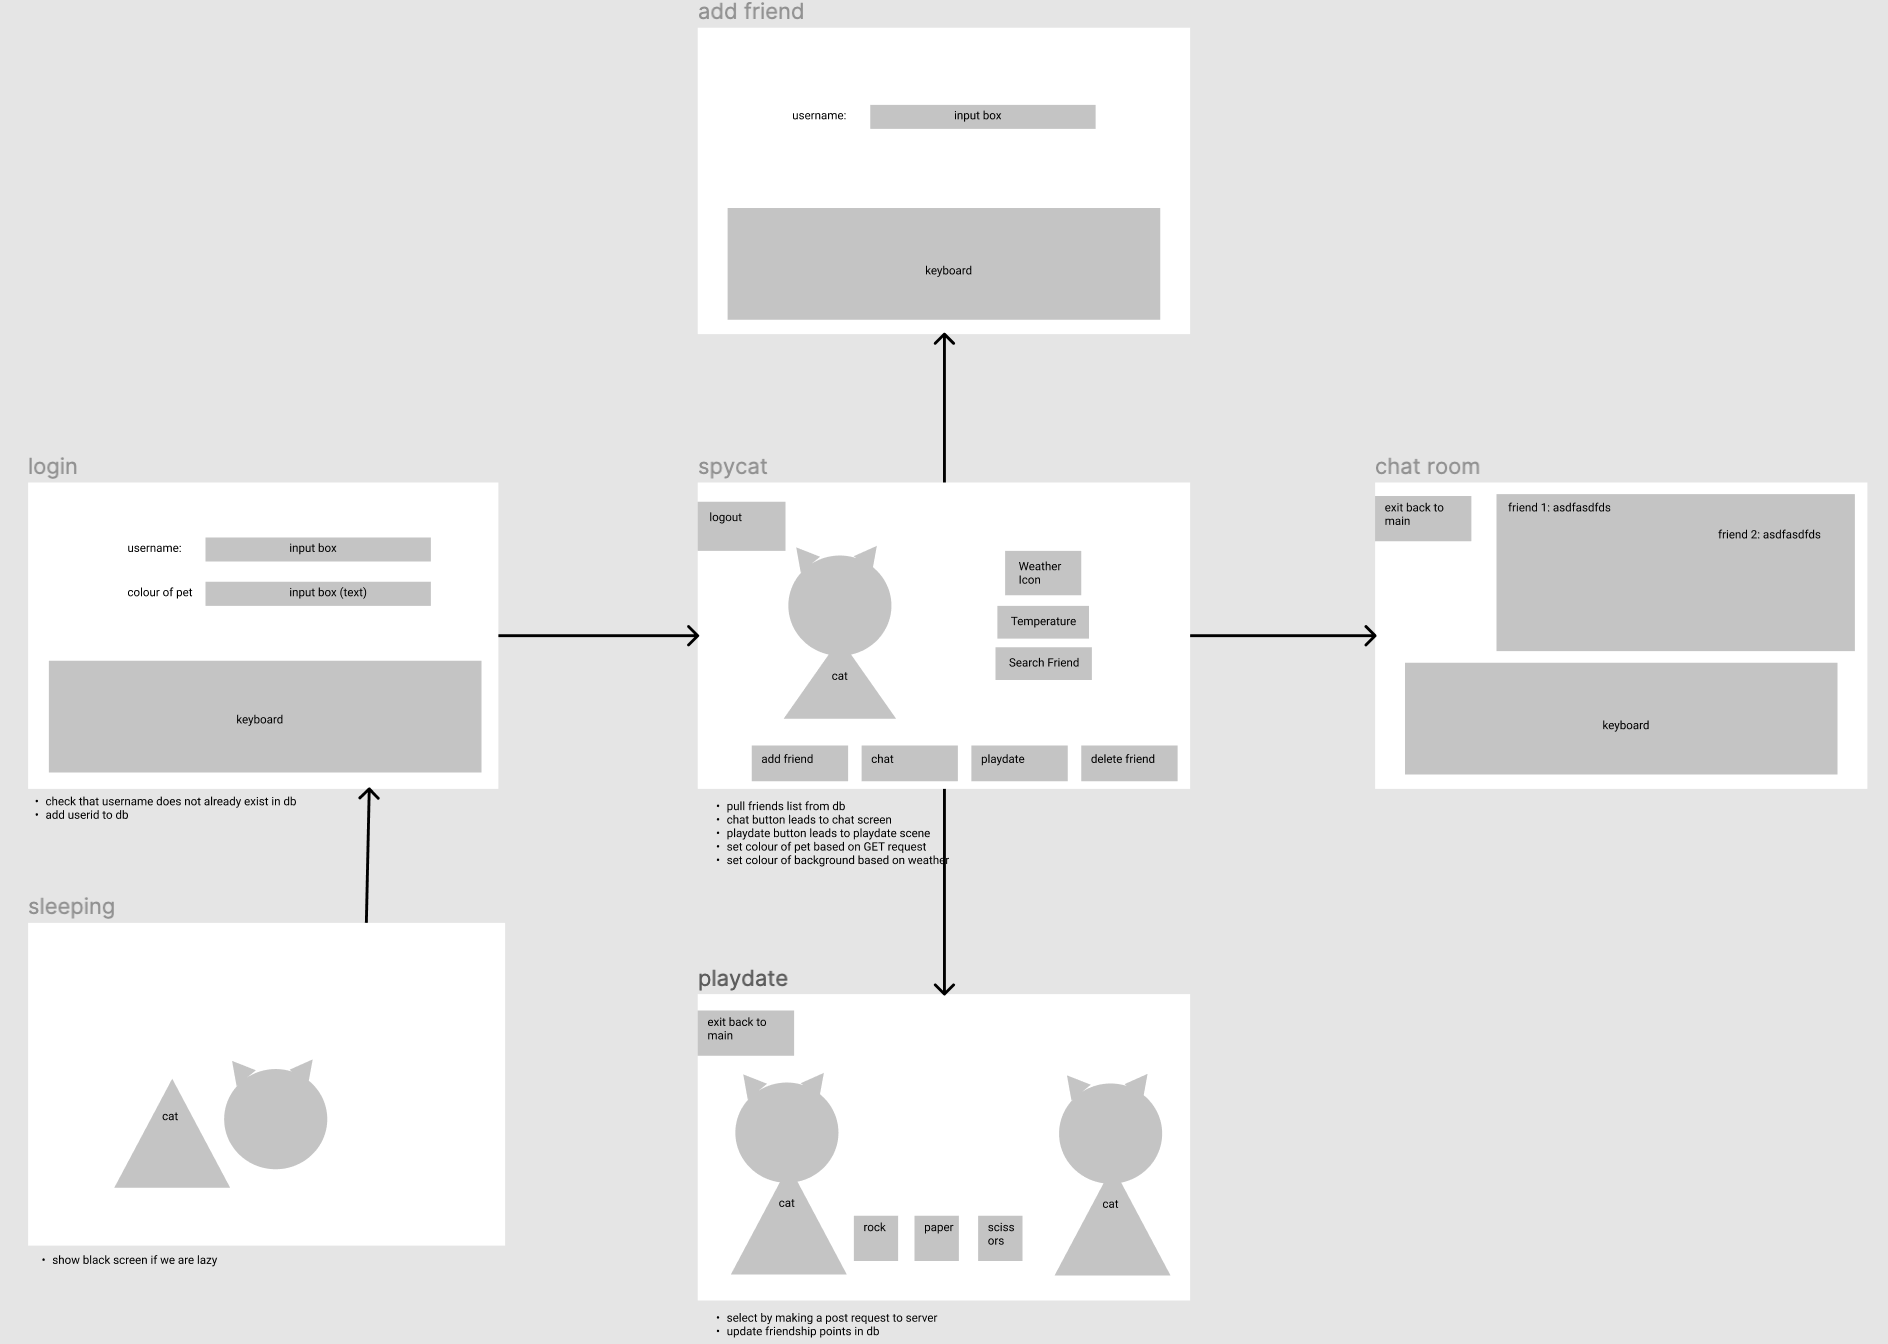 add friend
username:
input box
keyboard
login
username:
input box
colour of pet
input box (text)
keyboard
• check that username does not already exist in db
• add userid to db
spycat
logout
cat
Weather
Icon
Temperature
Search Friend
add friend
chat
playdate
delete friend
• pull friends list from db
• chat button leads to chat screen
• playdate button leads to playdate scene
• set colour of pet based on GET request
• set colour of background based on weather
chat room
exit back to
main
friend 1: asdfasdfds
friend 2: asdfasdfds
keyboard
sleeping
cat
• show black screen if we are lazy
playdate
exit back to
main
cat
rock
paper
sciss
ors
cat
• select by making a post request to server
• update friendship points in db